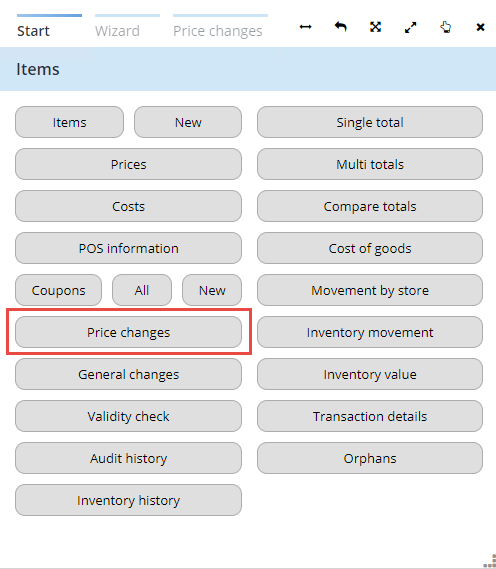 Start Wizard Price changes
Items
Items New
Prices
Costs
POS information
Coupons All New
Price changes
General changes
Validity check
Audit history
Inventory history
Single total
Multi totals
Compare totals
Cost of goods
Movement by store
Inventory movement
Inventory value
Transaction details
Orphans